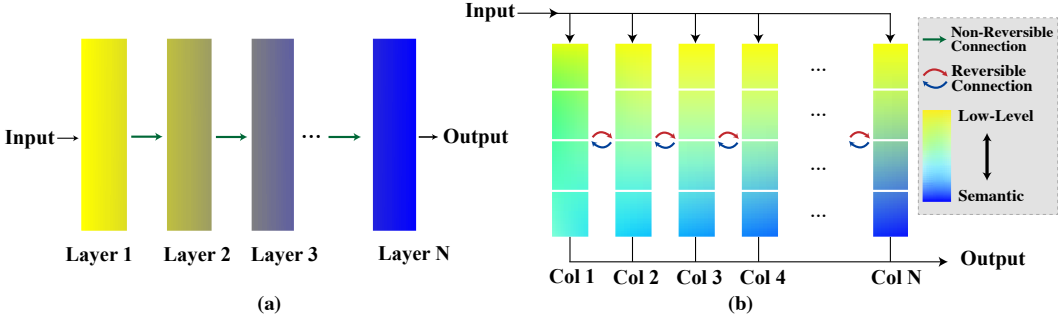 Input
Layer 1
Layer 2
Layer 3
...
Layer N
Output
(a)
Input
...
...
...
...
Col 1
Col 2
Col 3
Col 4
Col N
Output
(b)
Non-Reversible
Connection
Reversible
Connection
Low-Level
Semantic